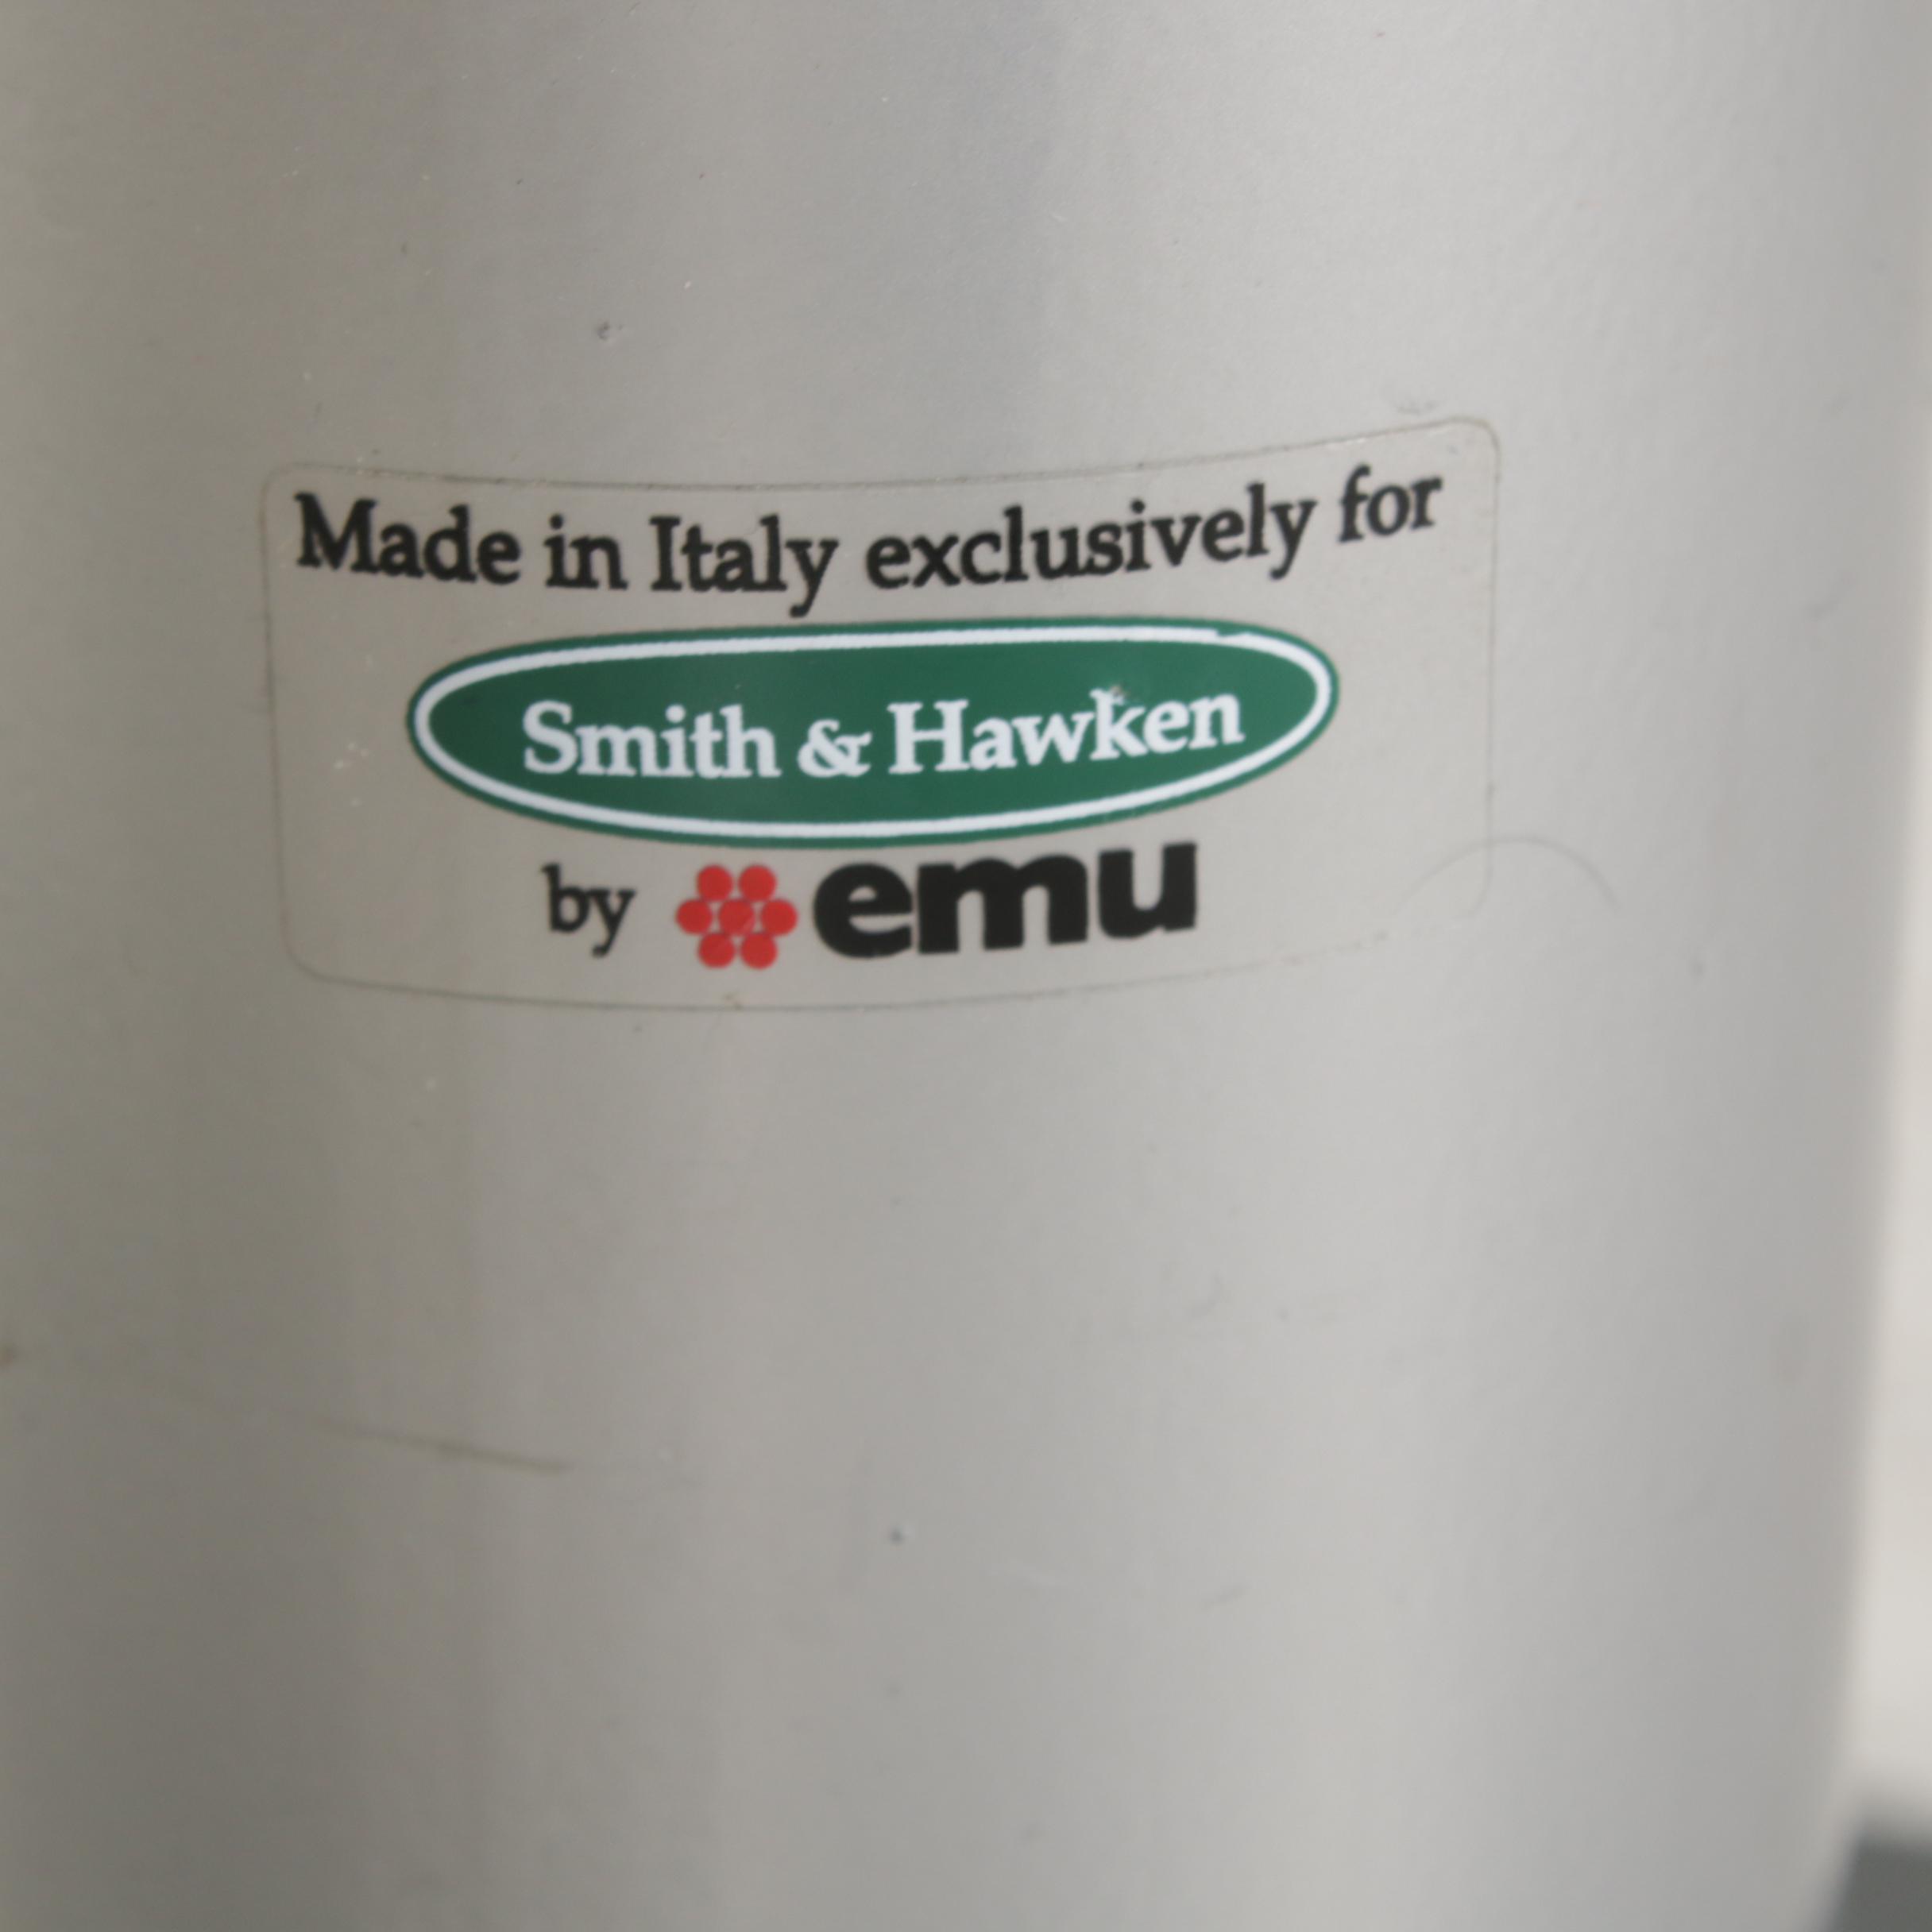 Made in Italy exclusively for
Smith & Hawken
by emu